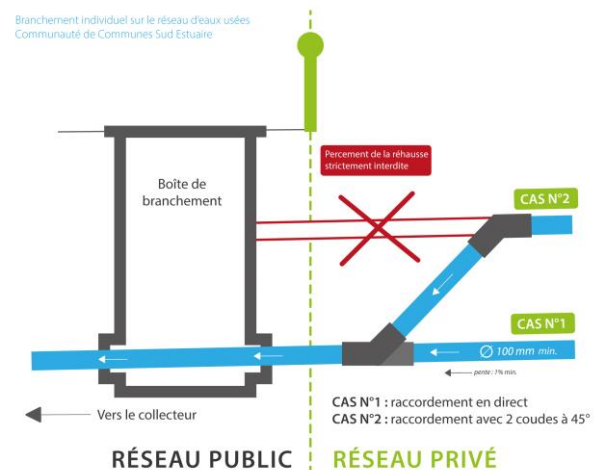 Branchement individuel sur le réseau d'eaux usées
Communauté de Communes Sud Estuaire
Percement de la réhausse
strictement interdite
Boîte de
branchement
CAS N°2
CAS N°1
Ø 100 mm min.
pente : 1% min.
CAS N°1 : raccordement en direct
CAS N°2 : raccordement avec 2 coudes à 45°
Vers le collecteur
RÉSEAU PUBLIC
RÉSEAU PRIVÉ